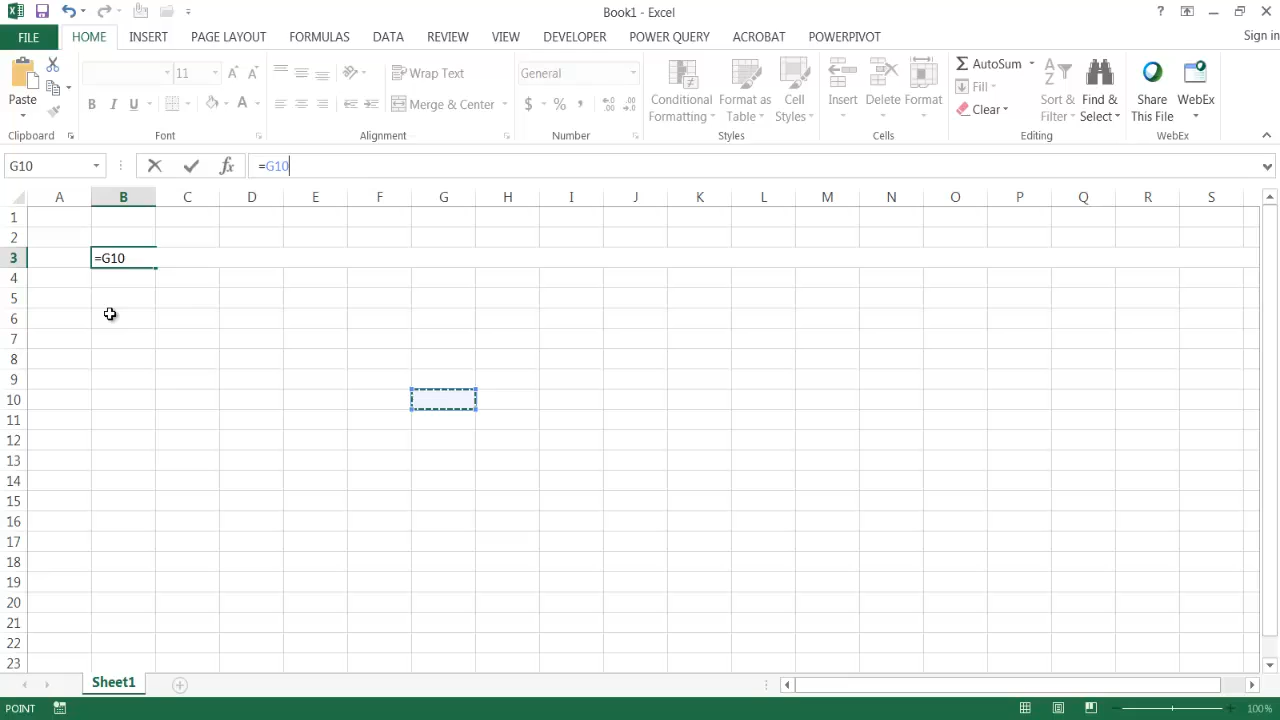 Book1 - Excel
?
FILE HOME INSERT PAGE LAYOUT FORMULAS DATA REVIEW VIEW DEVELOPER POWER QUERY ACROBAT POWERPIVOT Sign in
Paste
Clipboard
11 A A
B I U A
Font
Wrap Text
Merge & Center
Alignment
General
$ % ,
Number
Conditional Formatting
Format as Table
Cell Styles
Styles
Insert
Delete
Format
Cells
AutoSum
Fill
Clear
Sort & Filter
Find & Select
Editing
Share This File
WebEx
WebEx
G10 fx =G10
A B C D E F G H I J K L M N O P Q R S
1
2
3 =G10
4
5
6
7
8
9
10
11
12
13
14
15
16
17
18
19
20
21
22
23
Sheet1
POINT 100%